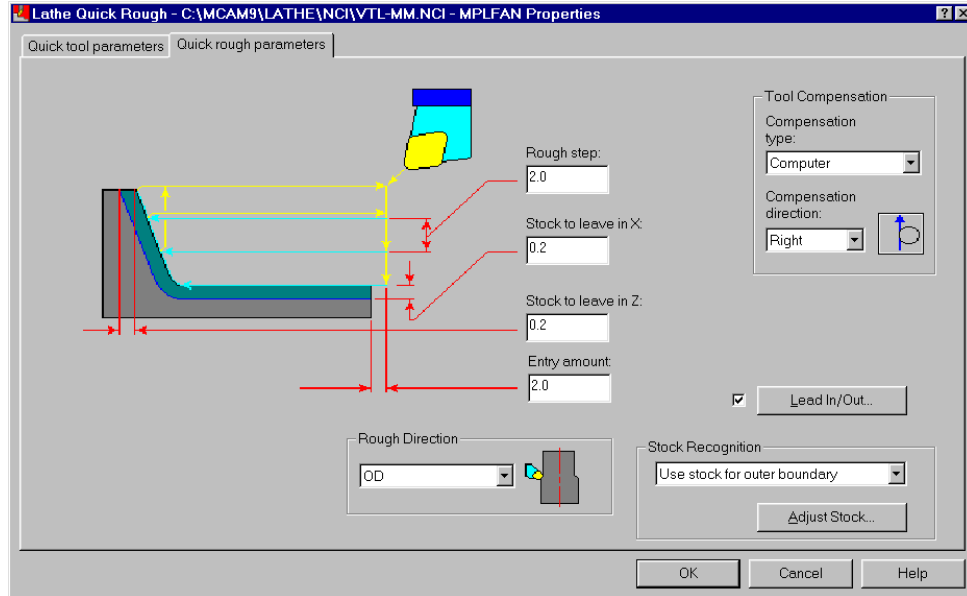 Lathe Quick Rough - C:\MCAM9\LATHE\NCI\VTL-MM.NCI - MPLFAN Properties
Quick tool parameters
Quick rough parameters
Tool Compensation
Compensation
type:
Computer
Compensation
direction:
Right
Rough step:
2.0
Stock to leave in X:
0.2
Stock to leave in Z:
0.2
Entry amount:
2.0
Lead In/Out...
Rough Direction
OD
Stock Recognition
Use stock for outer boundary
Adjust Stock...
OK
Cancel
Help